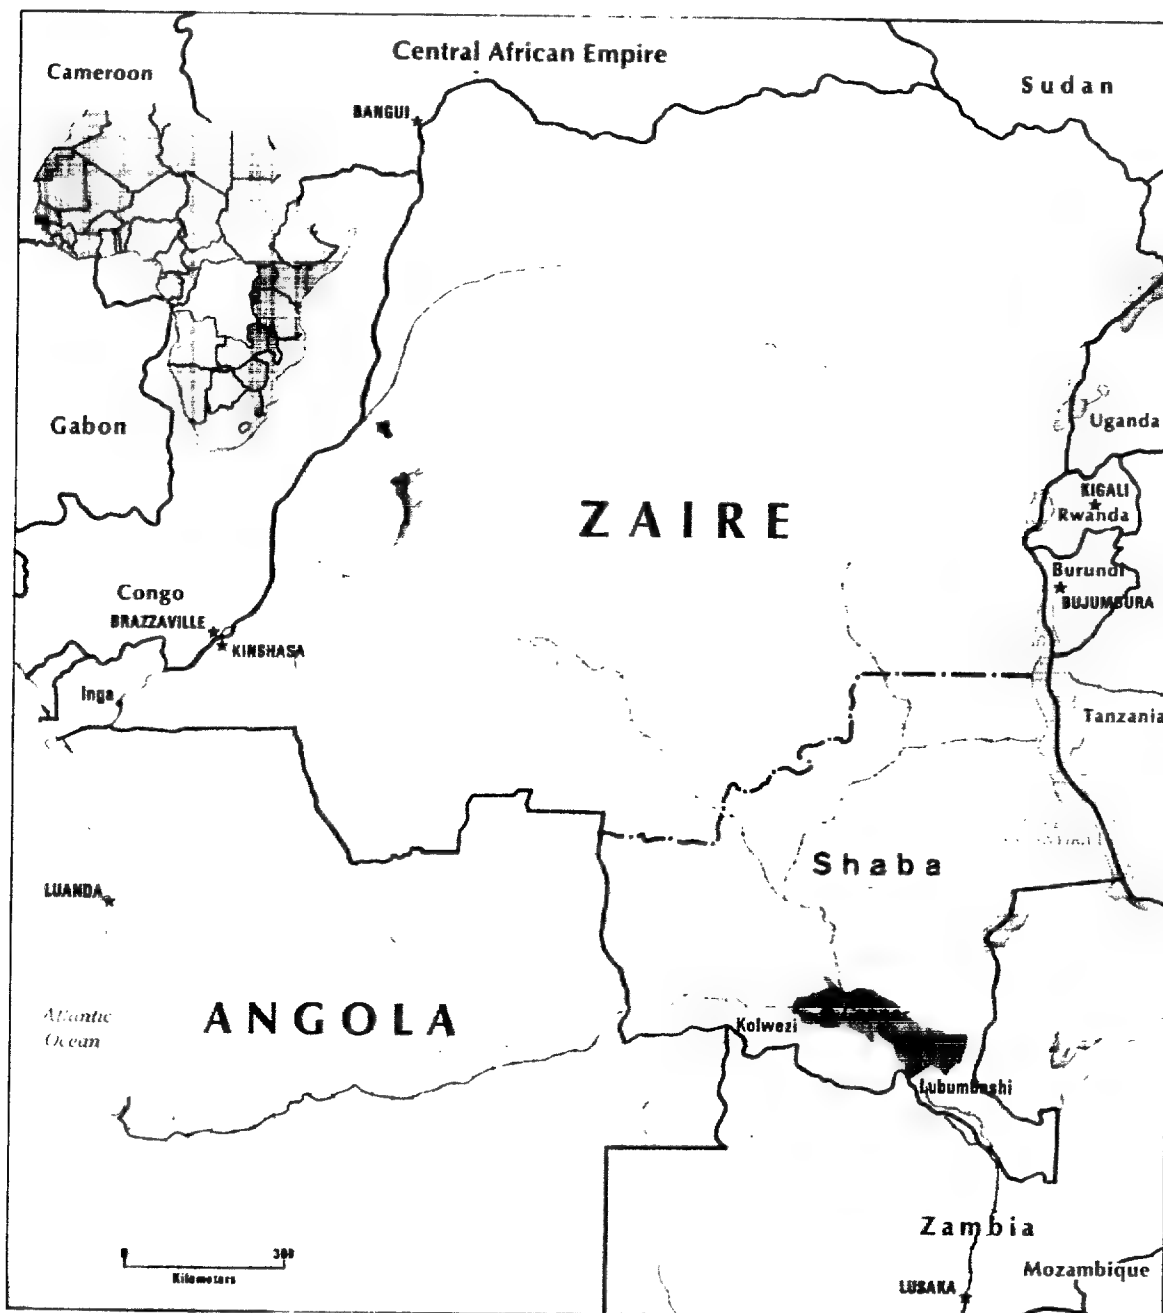 Central African Empire
Cameroon
Sudan
BANGUI
Gabon
Uganda
ZAIRE
KIGALI
Rwanda
Burundi
BUJUMBURA
Congo
BRAZZAVILLE
KINSHASA
Inga
Tanzania
Shaba
LUANDA
Atlantic
Ocean
ANGOLA
Kolwezi
Lubumbashi
Zambia
300
Kilometers
Mozambique
LUSAKA